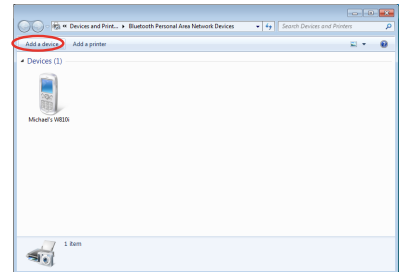 « Devices and Print... ▸ Bluetooth Personal Area Network Devices Search Devices and Printers
Add a device Add a printer
Devices (1)
Michael's W810i
1 item